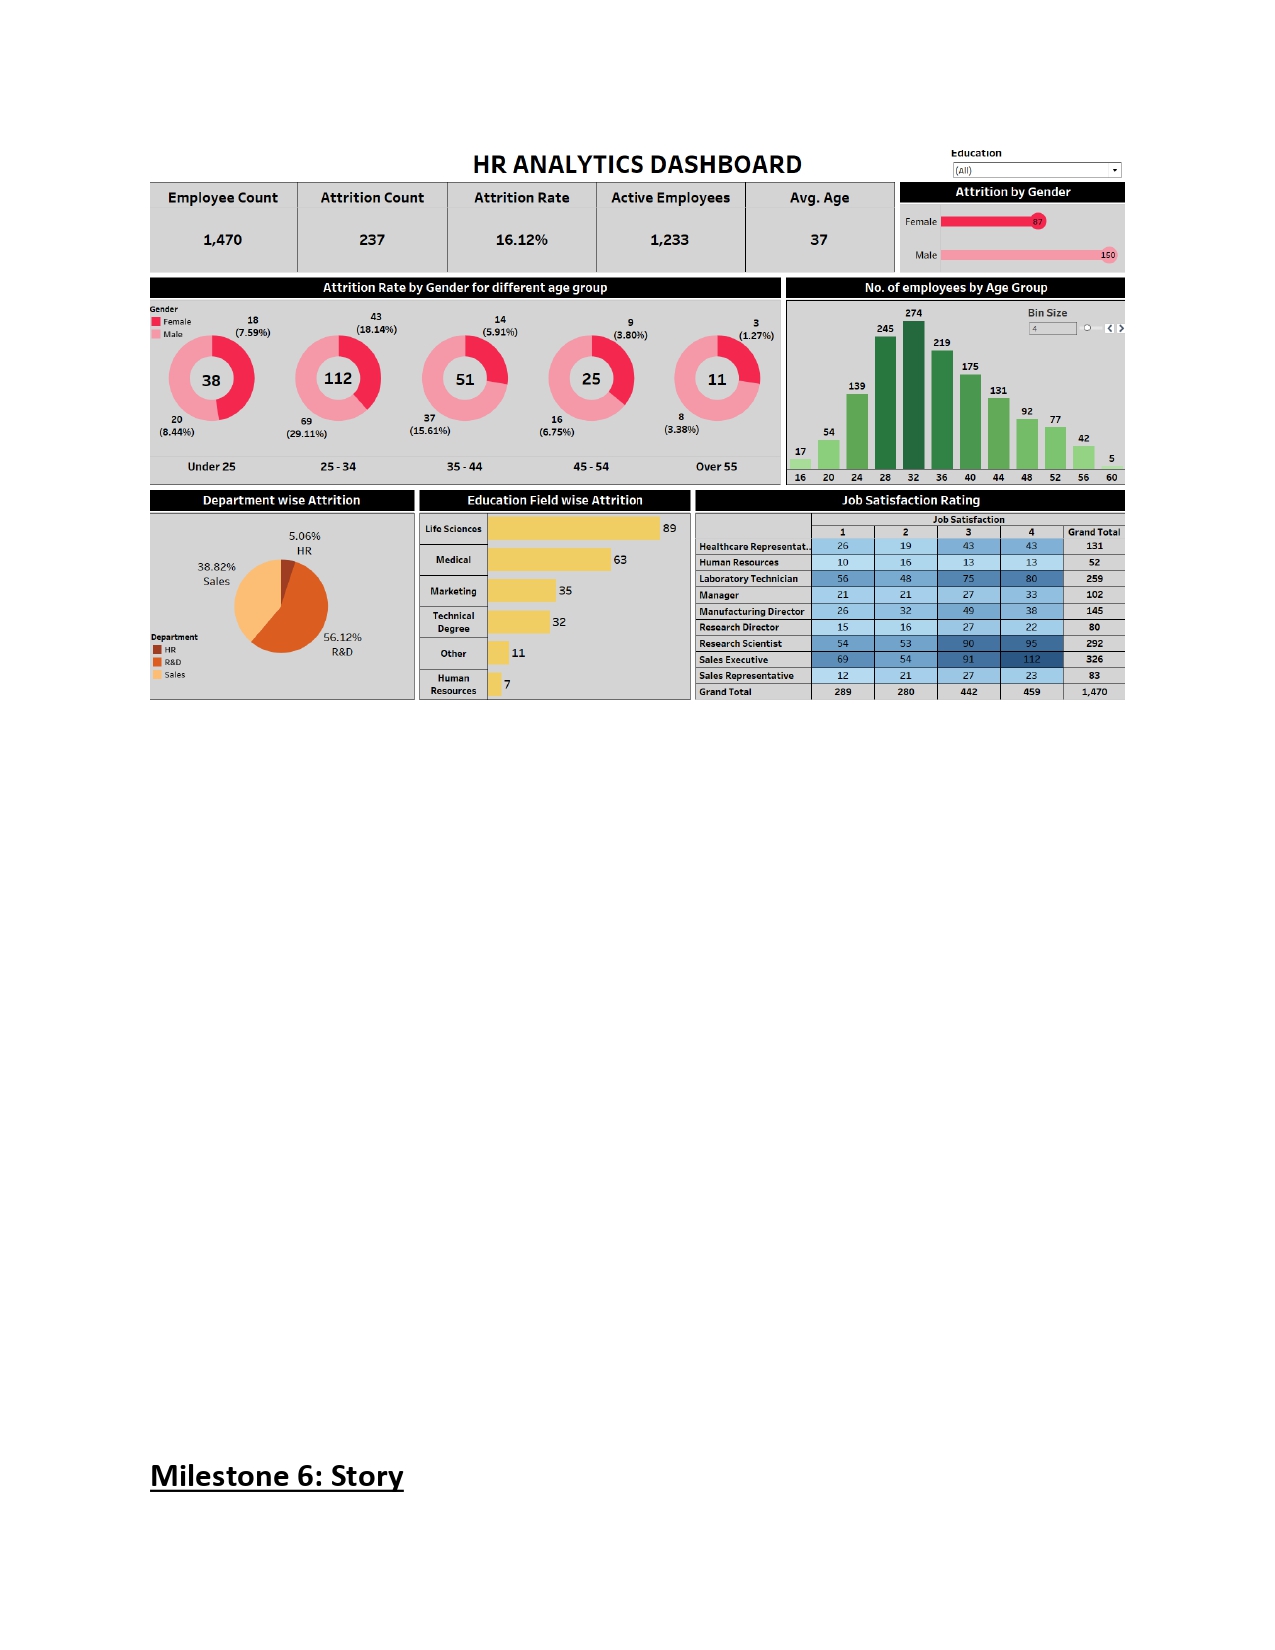 HR ANALYTICS DASHBOARD
Education
(All)
Employee Count Attrition Count Attrition Rate Active Employees Avg. Age
1,470 237 16.12% 1,233 37
Attrition by Gender
Female 87
Male 150
Attrition Rate by Gender for different age group
Gender
Female
Male
18
(7.59%)
38
20
(8.44%)
Under 25
43
(18.14%)
112
69
(29.11%)
25 - 34
14
(5.91%)
51
37
(15.61%)
35 - 44
9
(3.80%)
25
16
(6.75%)
45 - 54
3
(1.27%)
11
8
(3.38%)
Over 55
No. of employees by Age Group
Bin Size
4
17 54 139 245 274 219 175 131 92 77 42 5
16 20 24 28 32 36 40 44 48 52 56 60
Department wise Attrition
5.06%
HR
38.82%
Sales
56.12%
R&D
Department
HR
R&D
Sales
Education Field wise Attrition
Life Sciences 89
Medical 63
Marketing 35
Technical
Degree 32
Other 11
Human
Resources 7
Job Satisfaction Rating
Job Satisfaction
1 2 3 4 Grand Total
Healthcare Representat.. 26 19 43 43 131
Human Resources 10 16 13 13 52
Laboratory Technician 56 48 75 80 259
Manager 21 21 27 33 102
Manufacturing Director 26 32 49 38 145
Research Director 15 16 27 22 80
Research Scientist 54 53 90 95 292
Sales Executive 69 54 91 112 326
Sales Representative 12 21 27 23 83
Grand Total 289 280 442 459 1,470
Milestone 6: Story